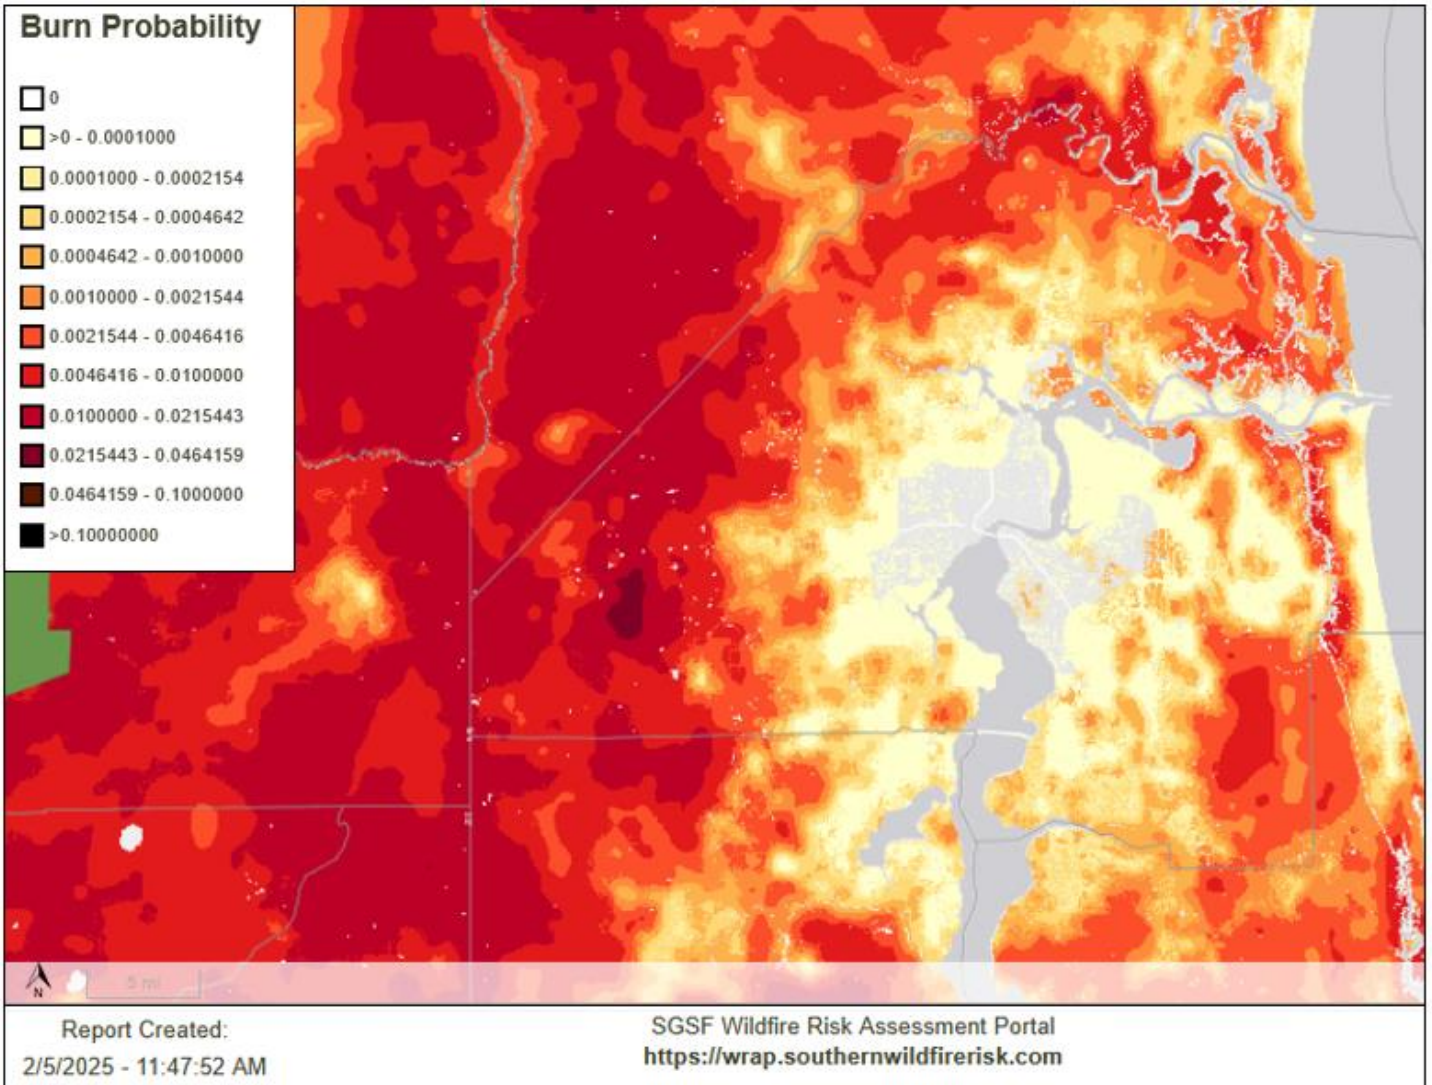 Burn Probability
0
>0 - 0.0001000
0.0001000 - 0.0002154
0.0002154 - 0.0004642
0.0004642 - 0.0010000
0.0010000 - 0.0021544
0.0021544 - 0.0046416
0.0046416 - 0.0100000
0.0100000 - 0.0215443
0.0215443 - 0.0464159
0.0464159 - 0.1000000
>0.10000000
N
5 mi
Report Created:
2/5/2025 - 11:47:52 AM
SGSF Wildfire Risk Assessment Portal
https://wrap.southernwildfirerisk.com